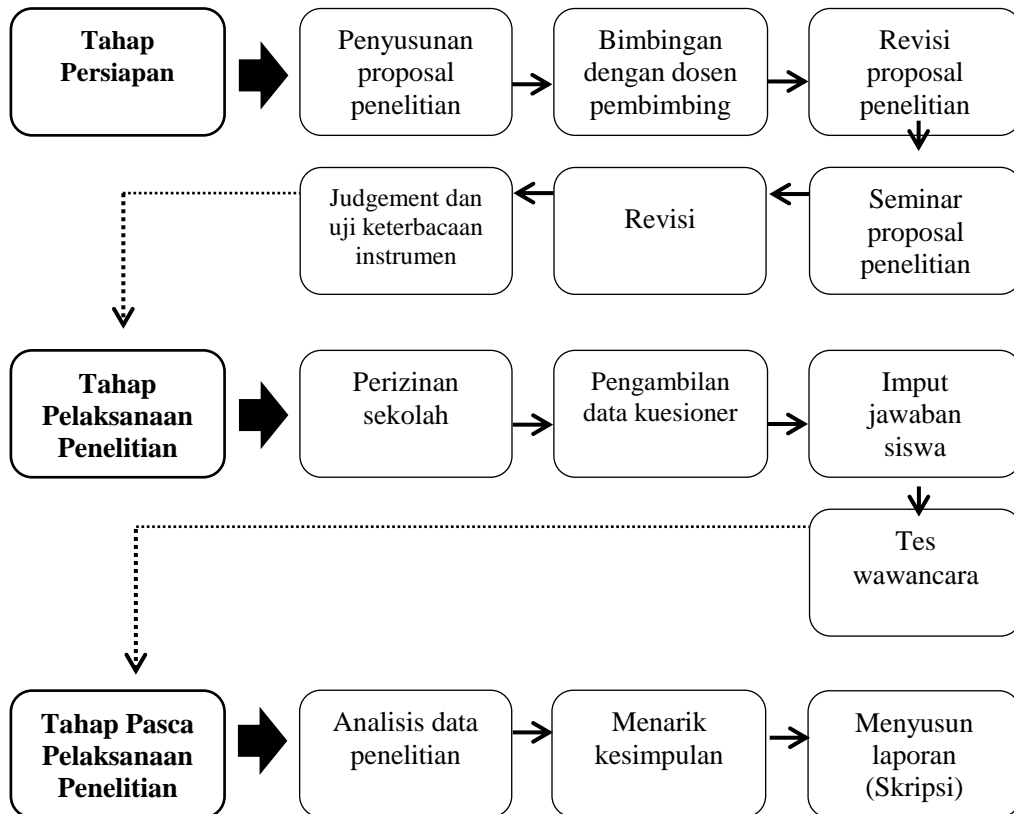 Tahap
Persiapan
Penyusunan
proposal
penelitian
Bimbingan
dengan dosen
pembimbing
Revisi
proposal
penelitian
Seminar
proposal
penelitian
Revisi
Judgement dan
uji keterbacaan
instrumen
Tahap
Pelaksanaan
Penelitian
Perizinan
sekolah
Pengambilan
data kuesioner
Imput
jawaban
siswa
Tes
wawancara
Tahap Pasca
Pelaksanaan
Penelitian
Analisis data
penelitian
Menarik
kesimpulan
Menyusun
laporan
(Skripsi)